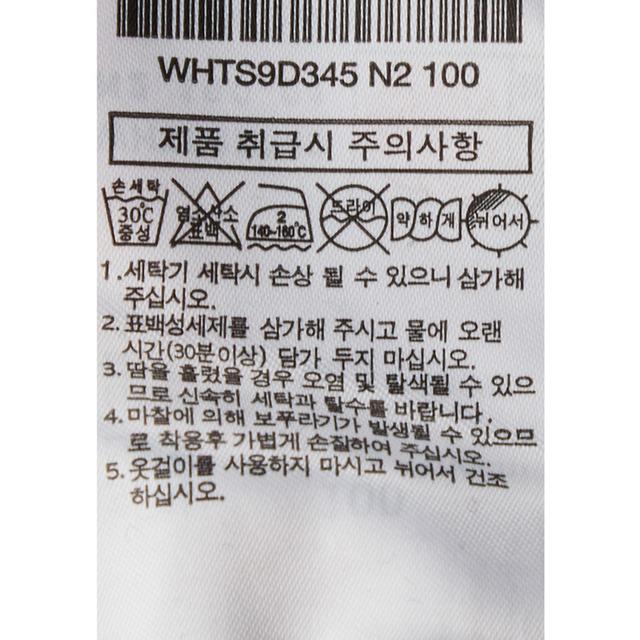 WHTS9D345 N2 100
제품 취급시 주의사항
손세탁 30℃ 중성 염소산소 표백 2 140~160℃ 드라이 약하게 뉘어서
1.세탁기 세탁시 손상 될 수 있으니 삼가해
주십시오.
2.표백성세제를 삼가해 주시고 물에 오랜
시간(30분이상) 담가 두지 마십시오.
3.땀을 흘렸을 경우 오염 및 탈색될 수 있으
므로 신속히 세탁과 탈수를 바랍니다.
4.마찰에 의해 보푸라기가 발생될 수 있으므
로 착용후 가볍게 손질하여 주십시오.
5.옷걸이를 사용하지 마시고 뉘어서 건조
하십시오.